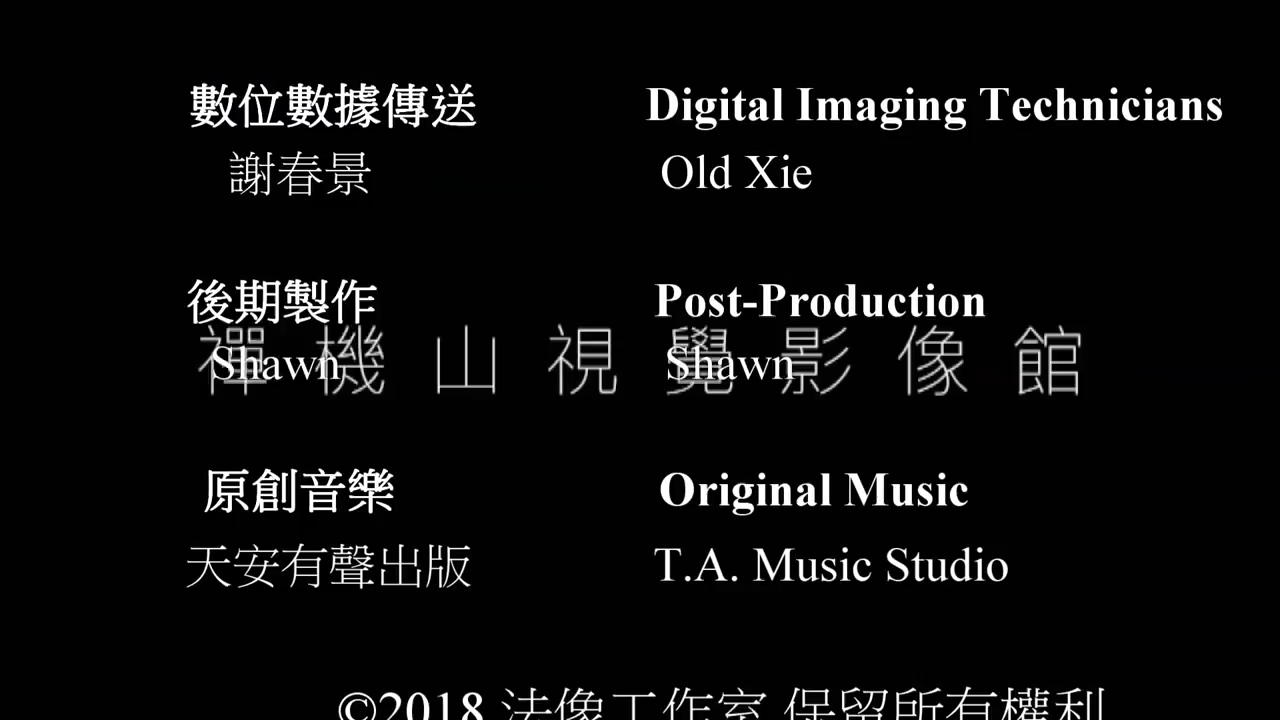 數位數據傳送 Digital Imaging Technicians
謝春景 Old Xie
後期製作 Post-Production
Shawn Shawn
禪機山視覺影像館
原創音樂 Original Music
天安有聲出版 T.A. Music Studio
©2018 法像工作室 保留所有權利